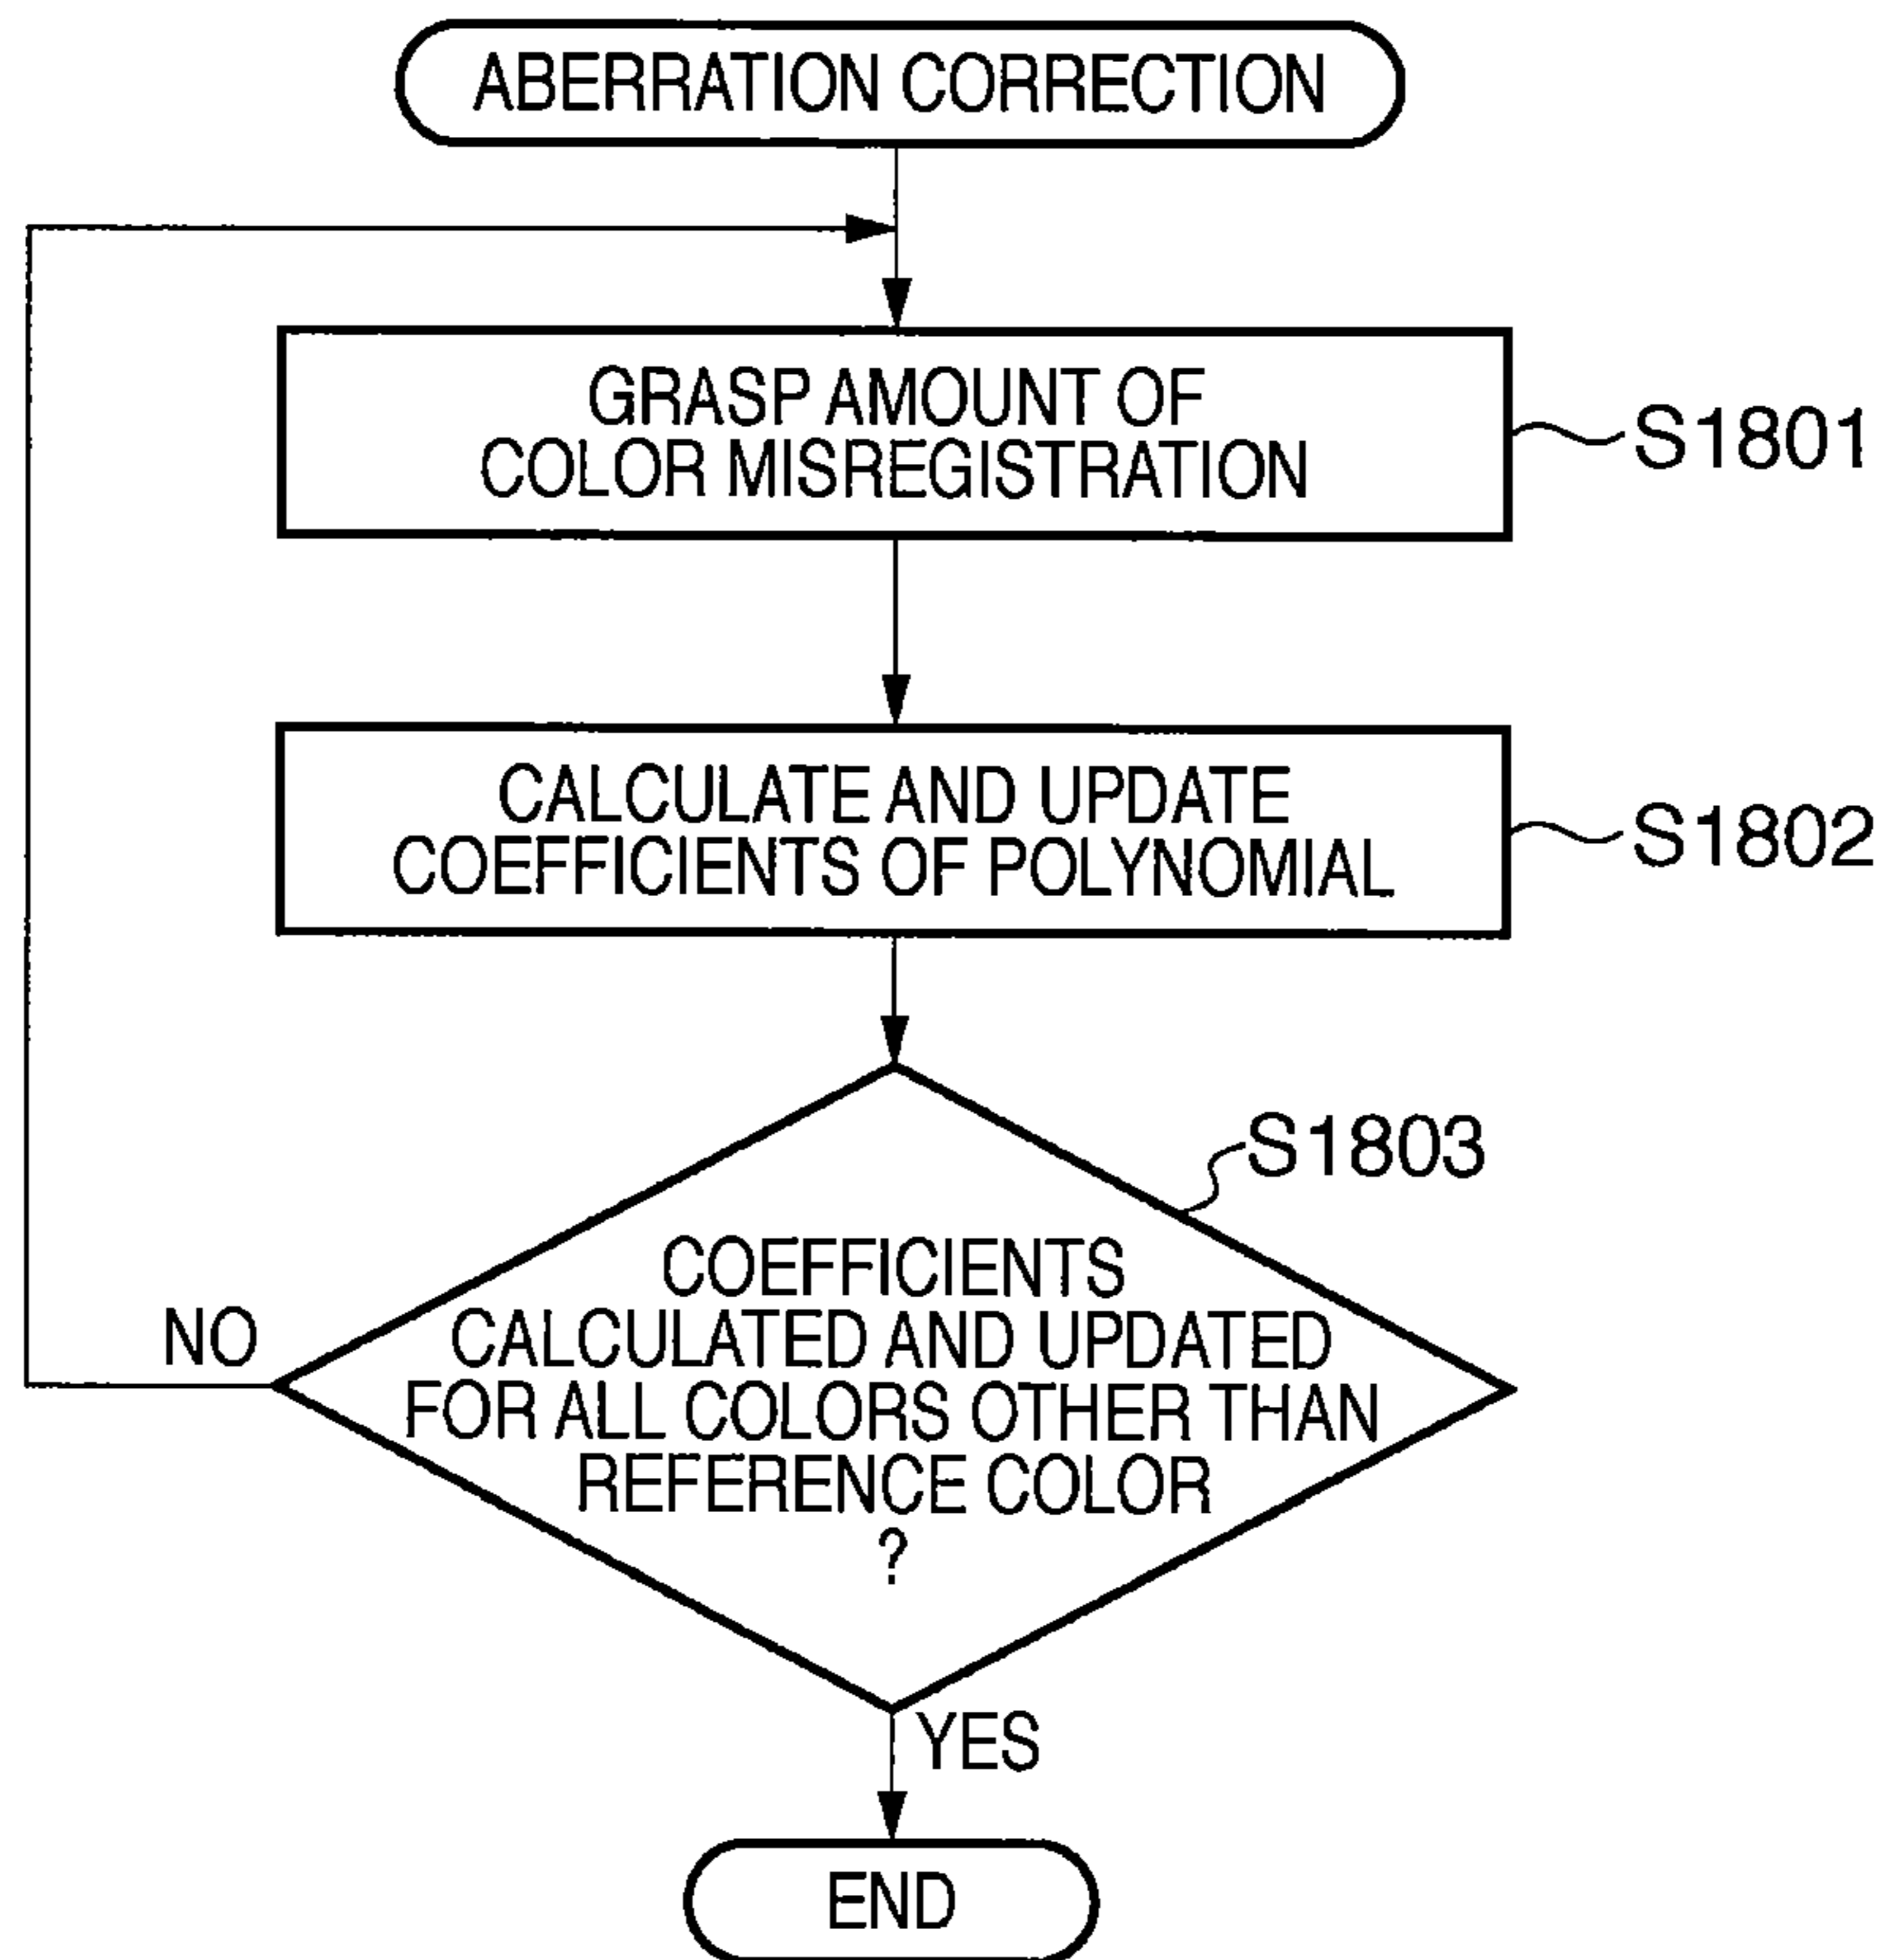 ABERRATION CORRECTION
GRASP AMOUNT OF
COLOR MISREGISTRATION
S1801
CALCULATE AND UPDATE
COEFFICIENTS OF POLYNOMIAL
S1802
S1803
COEFFICIENTS
CALCULATED AND UPDATED
FOR ALL COLORS OTHER THAN
REFERENCE COLOR
?
NO
YES
END